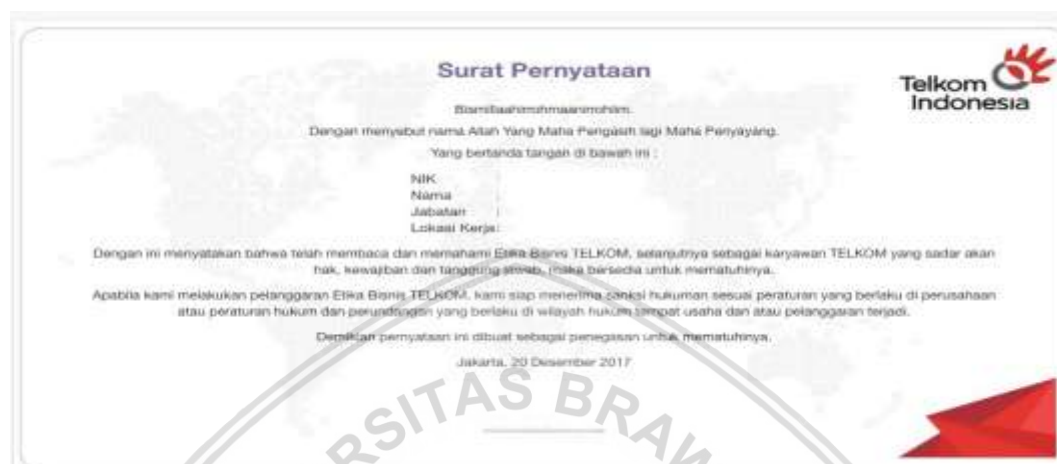 Surat Pernyataan
Telkom
Indonesia
Bismillaahirrohmaanirrohiim.
Dengan menyebut nama Allah Yang Maha Pengasih lagi Maha Penyayang.
Yang bertanda tangan di bawah ini :
NIK :
Nama :
Jabatan :
Lokasi Kerja:
Dengan ini menyatakan bahwa telah membaca dan memahami Etika Bisnis TELKOM, selanjutnya sebagai karyawan TELKOM yang sadar akan
hak, kewajiban dan tanggung jawab, maka bersedia untuk mematuhinya.
Apabila kami melakukan pelanggaran Etika Bisnis TELKOM, kami siap menerima sanksi hukuman sesuai peraturan yang berlaku di perusahaan
atau peraturan hukum dan perundangan yang berlaku di wilayah hukum tempat usaha dan atau pelanggaran terjadi.
Demikian pernyataan ini dibuat sebagai penegasan untuk mematuhinya.
Jakarta, 20 Desember 2017
RSITAS BRAW